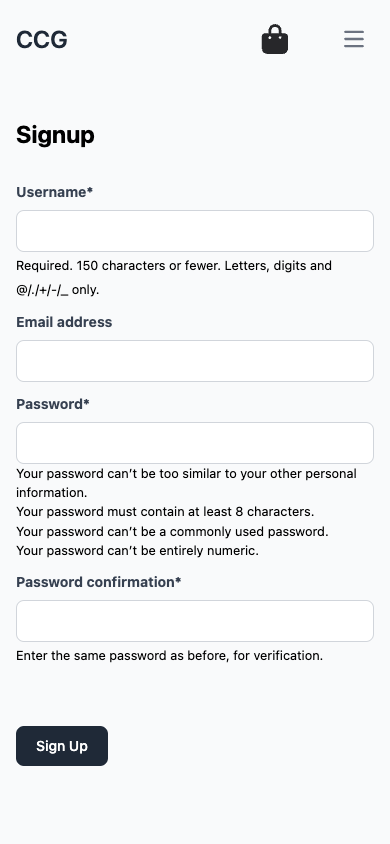 CCG
Signup
Username*
Required. 150 characters or fewer. Letters, digits and
@/./+/-/_ only.
Email address
Password*
Your password can’t be too similar to your other personal
information.
Your password must contain at least 8 characters.
Your password can’t be a commonly used password.
Your password can’t be entirely numeric.
Password confirmation*
Enter the same password as before, for verification.
Sign Up